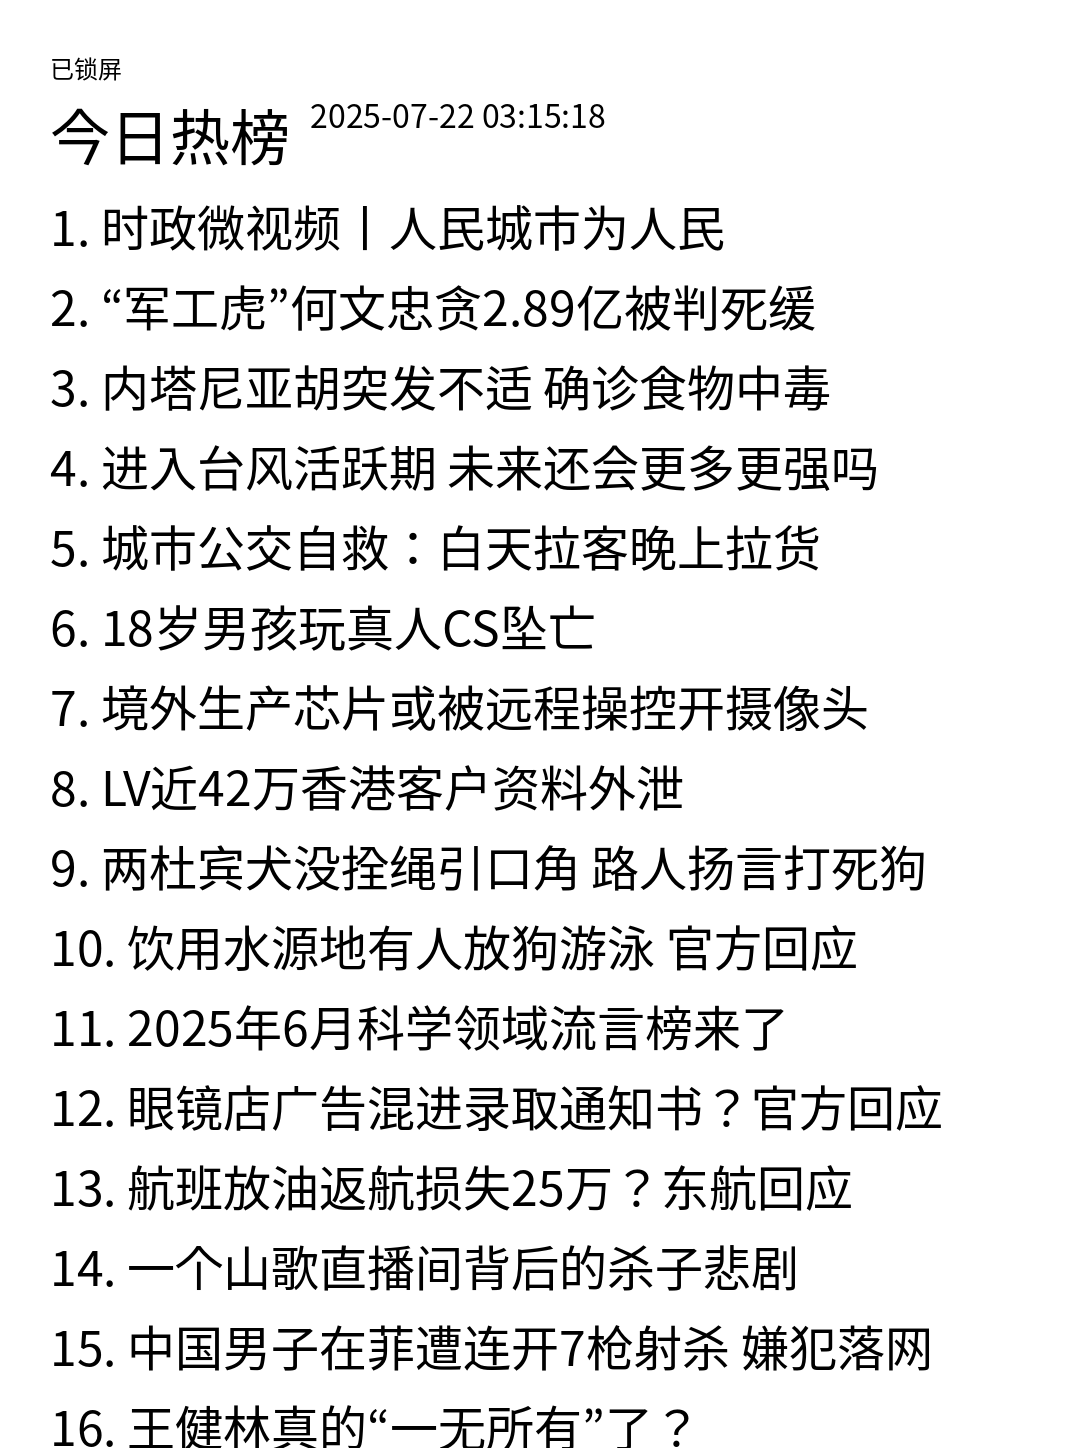 已锁屏
今日热榜 2025-07-22 03:15:18
1. 时政微视频丨人民城市为人民
2. “军工虎”何文忠贪2.89亿被判死缓
3. 内塔尼亚胡突发不适 确诊食物中毒
4. 进入台风活跃期 未来还会更多更强吗
5. 城市公交自救：白天拉客晚上拉货
6. 18岁男孩玩真人CS坠亡
7. 境外生产芯片或被远程操控开摄像头
8. LV近42万香港客户资料外泄
9. 两杜宾犬没拴绳引口角 路人扬言打死狗
10. 饮用水源地有人放狗游泳 官方回应
11. 2025年6月科学领域流言榜来了
12. 眼镜店广告混进录取通知书？官方回应
13. 航班放油返航损失25万？东航回应
14. 一个山歌直播间背后的杀子悲剧
15. 中国男子在菲遭连开7枪射杀 嫌犯落网
16. 王健林真的“一无所有”了？